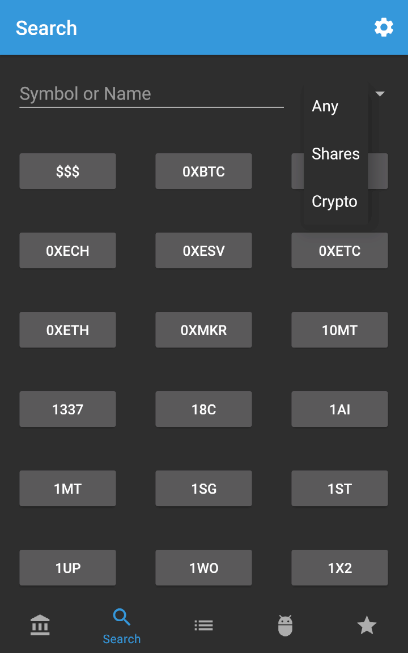 Search
Symbol or Name
Any
Shares
Crypto
$$$
0XBTC
0XECH
0XESV
0XETC
0XETH
0XMKR
10MT
1337
18C
1AI
1MT
1SG
1ST
1UP
1WO
1X2
Search